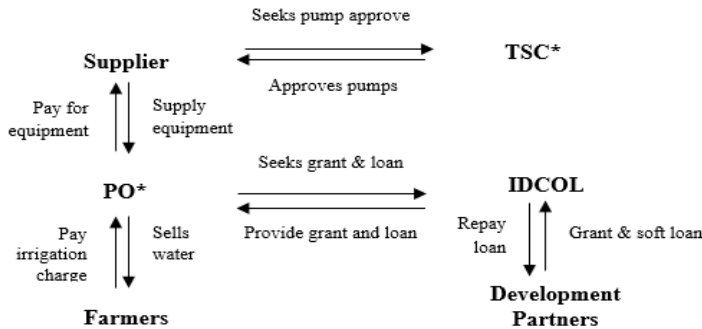 Seeks pump approve
Supplier
TSC*
Approves pumps
Pay for
equipment
Supply
equipment
Seeks grant & loan
PO*
IDCOL
Provide grant and loan
Pay
irrigation
charge
Sells
water
Repay
loan
Grant & soft loan
Farmers
Development
Partners